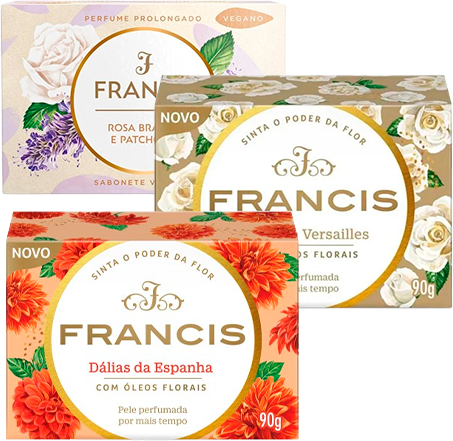 PERFUME PROLONGADO
VEGANO
FRANC
ROSA BRA
E PATCH
SABONETE V
NOVO
SINTA O PODER DA FLOR
FRANCIS
Versailles
OS FLORAIS
perfumada
mais tempo
90g
NOVO
SINTA O PODER DA FLOR
FRANCIS
Dálias da Espanha
COM ÓLEOS FLORAIS
Pele perfumada
por mais tempo
90g